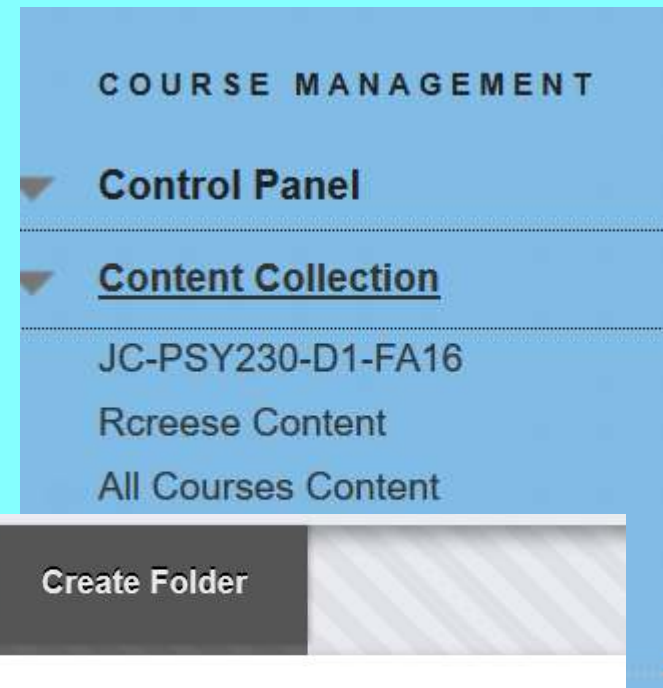 COURSE MANAGEMENT
Control Panel
Content Collection
JC-PSY230-D1-FA16
Rcreese Content
All Courses Content
Create Folder